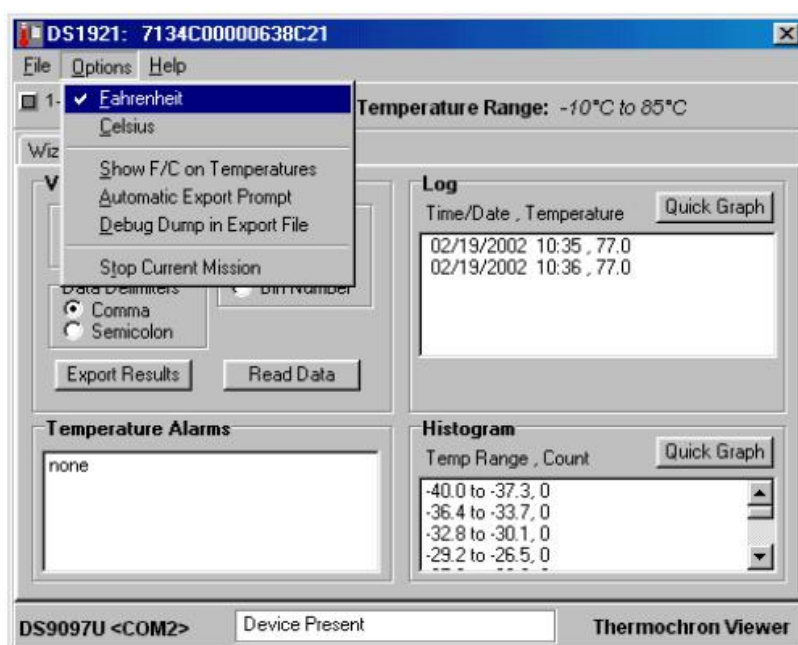 DS1921: 7134C00000638C21
File Options Help
1-
Fahrenheit
Celsius
Show F/C on Temperatures
Automatic Export Prompt
Debug Dump in Export File
Stop Current Mission
Temperature Range: -10°C to 85°C
Wiz
V
Data Delimiters
Bin Number
Comma
Semicolon
Export Results
Read Data
Log
Time/Date , Temperature
Quick Graph
02/19/2002 10:35 , 77.0
02/19/2002 10:36 , 77.0
Temperature Alarms
none
Histogram
Temp Range , Count
Quick Graph
-40.0 to -37.3, 0
-36.4 to -33.7, 0
-32.8 to -30.1, 0
-29.2 to -26.5, 0
DS9097U <COM2>
Device Present
Thermochron Viewer